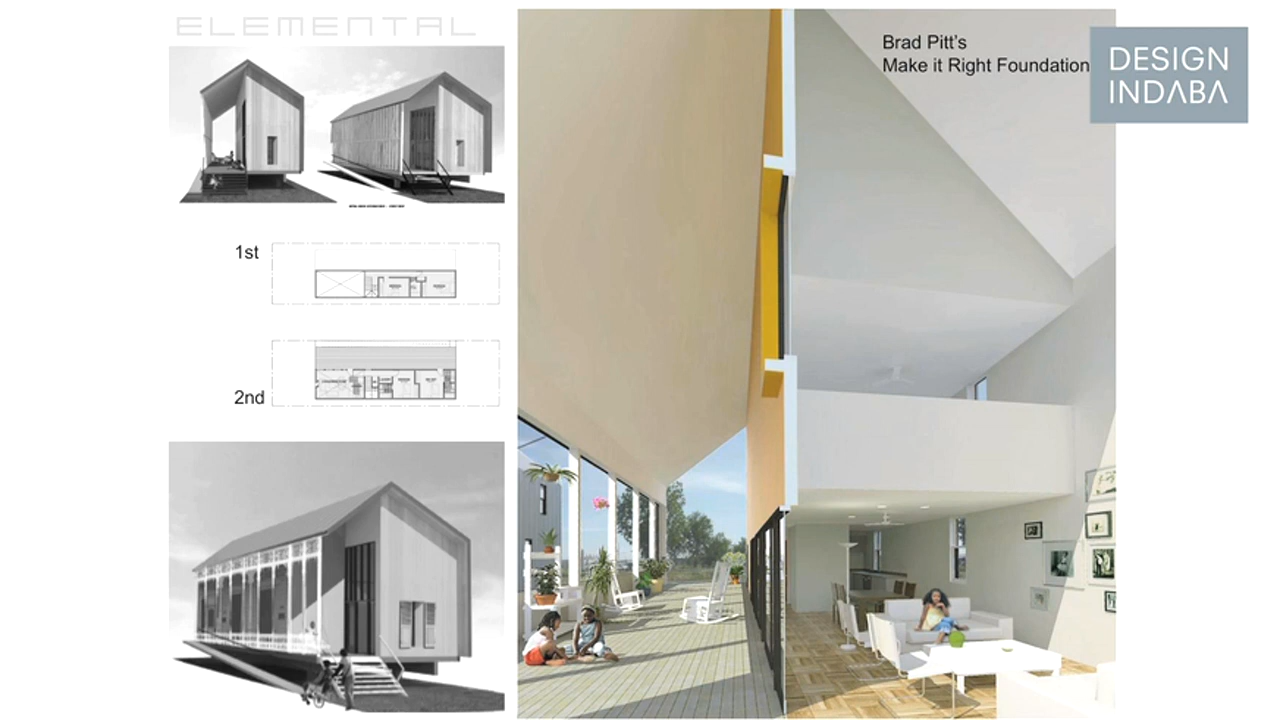 ELEMENTAL
Brad Pitt's
Make it Right Foundation
DESIGN
INDABA
1st
2nd